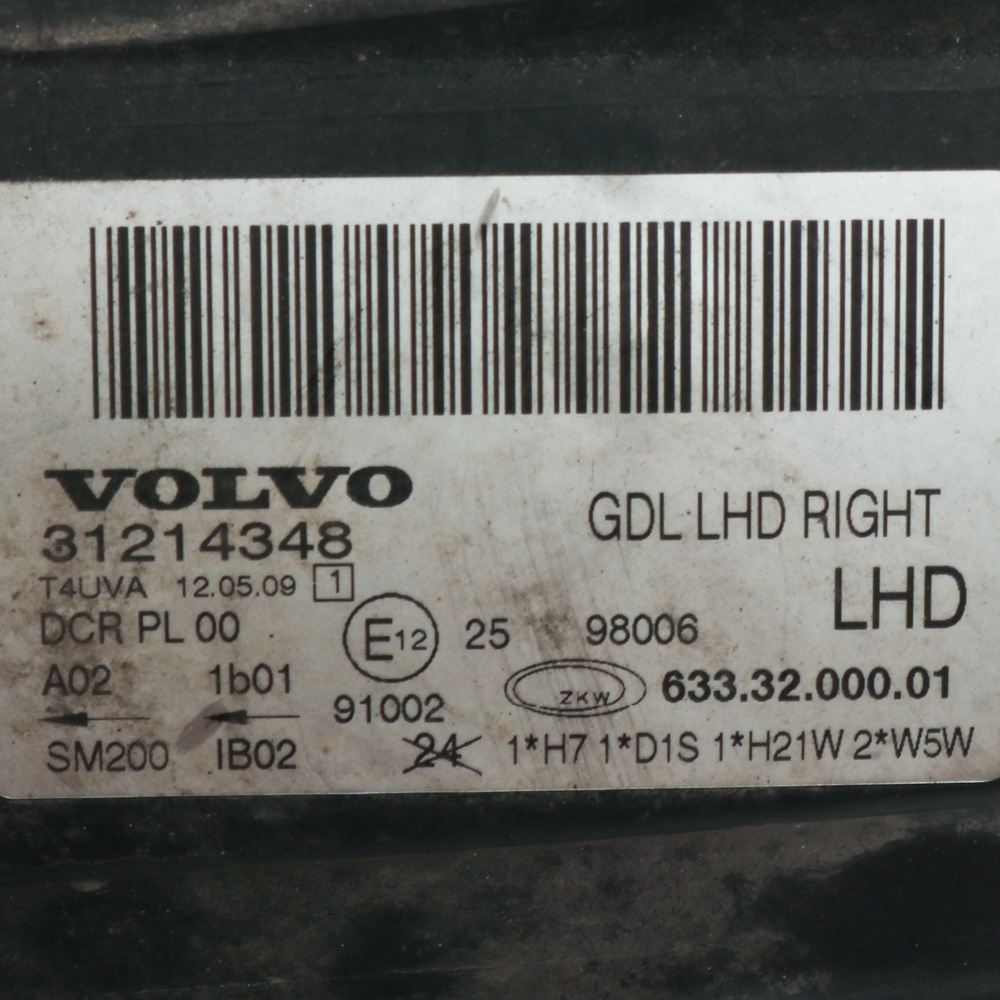 VOLVO
31214348
GDL LHD RIGHT
T4UVA 12.05.09 1
LHD
DCR PL 00 E12 25 98006
A02 1b01 ZKW 633.32.000.01
91002
SM200 IB02 24 1*H7 1*D1S 1*H21W 2*W5W